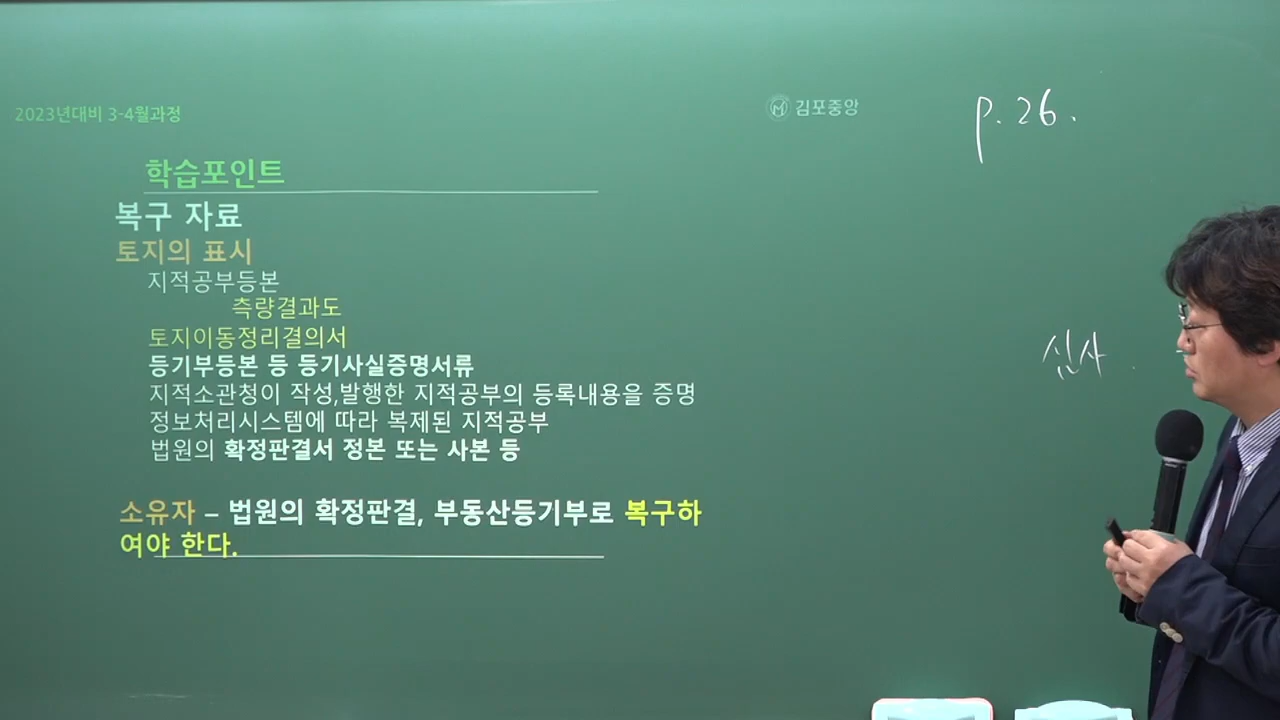 2023년대비 3-4월과정
김포중앙
p. 26.
학습포인트
복구 자료
토지의 표시
지적공부등본
측량결과도
토지이동정리결의서
등기부등본 등 등기사실증명서류
지적소관청이 작성,발행한 지적공부의 등록내용을 증명
정보처리시스템에 따라 복제된 지적공부
법원의 확정판결서 정본 또는 사본 등
소유자 – 법원의 확정판결, 부동산등기부로 복구하
여야 한다.